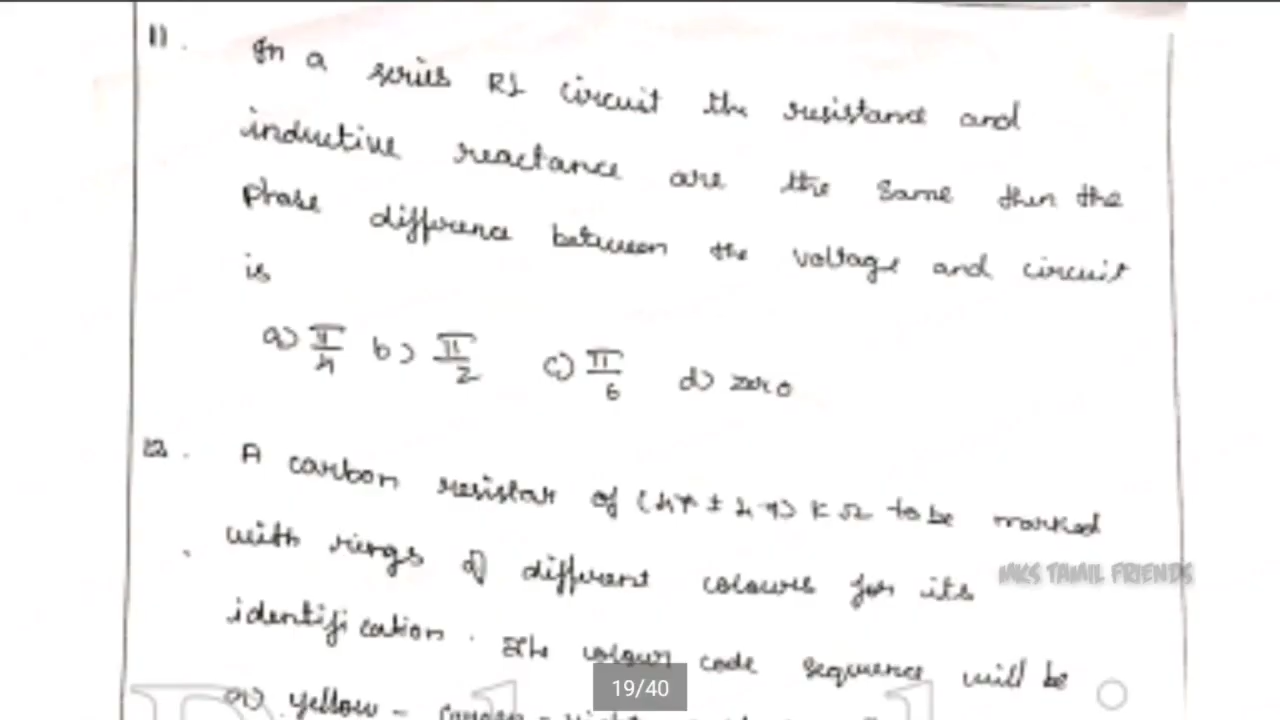 11. In a series RL circuit the resistance and
inductive reactance are the same then the
phase difference between the voltage and circuit
is
a) π/4 b) π/2 c) π/6 d) zero
12. A carbon resistor of (47 ± 4.7) kΩ to be marked
with rings of different colours for its
identification. The colour code sequence will be
a) yellow -
MKS TAMIL FRIENDS
19/40